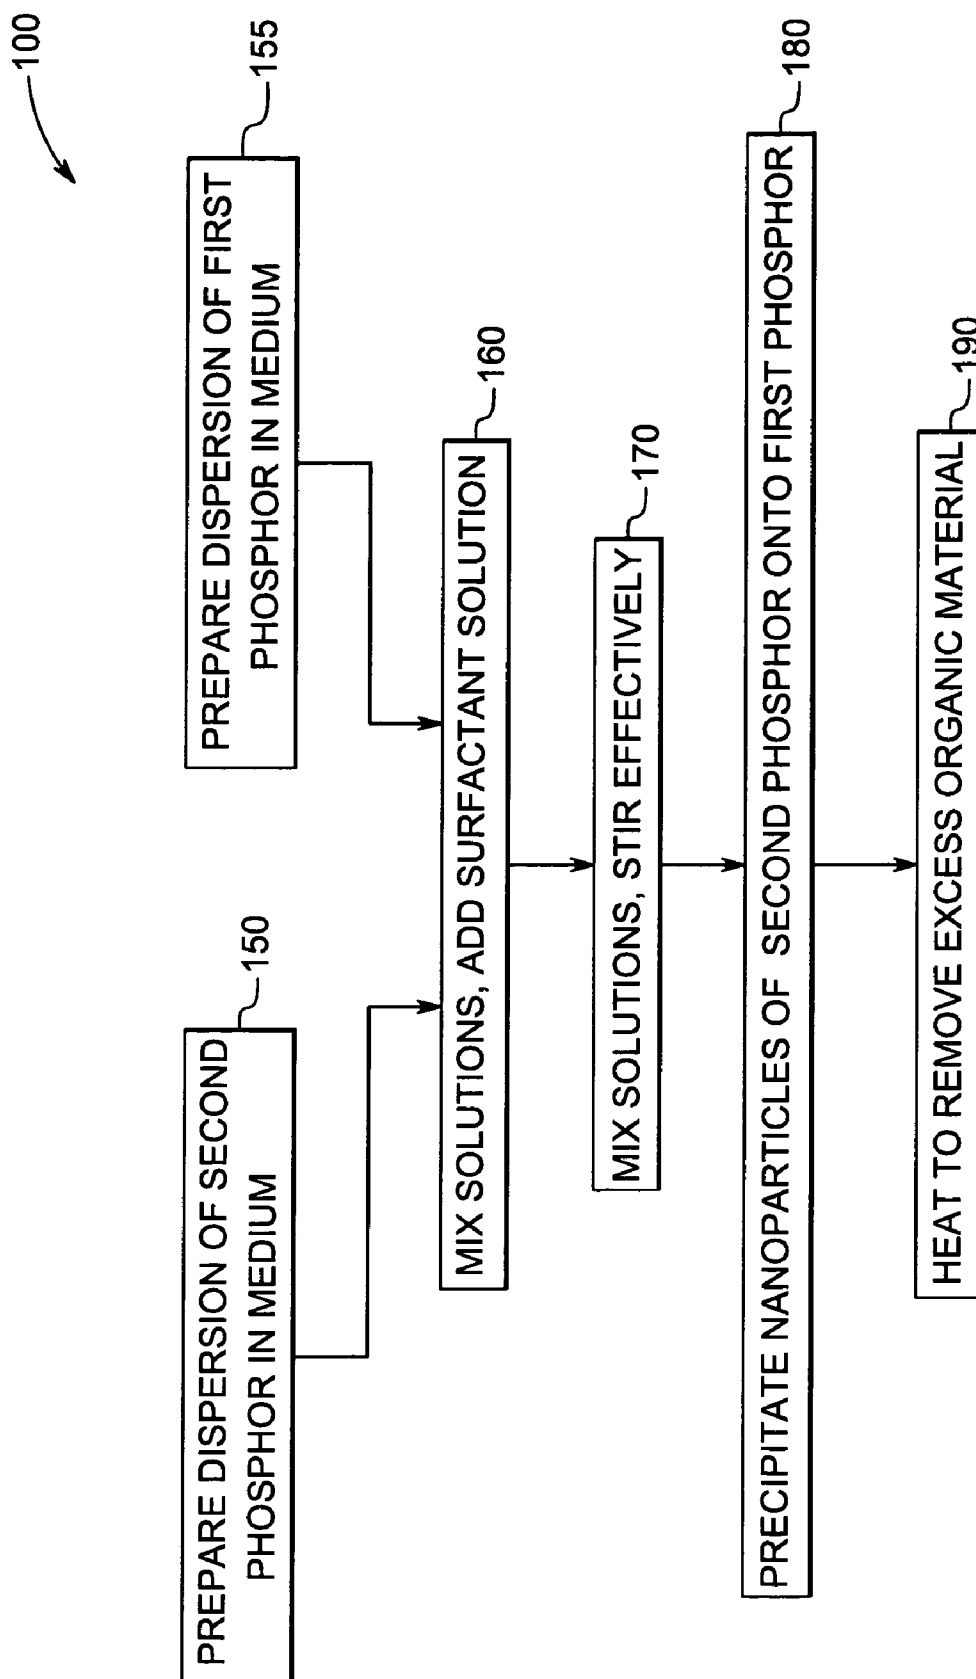 100
PREPARE DISPERSION OF SECOND
PHOSPHOR IN MEDIUM
150
PREPARE DISPERSION OF FIRST
PHOSPHOR IN MEDIUM
155
MIX SOLUTIONS, ADD SURFACTANT SOLUTION
160
MIX SOLUTIONS, STIR EFFECTIVELY
170
PRECIPITATE NANOPARTICLES OF SECOND PHOSPHOR ONTO FIRST PHOSPHOR
180
HEAT TO REMOVE EXCESS ORGANIC MATERIAL
190